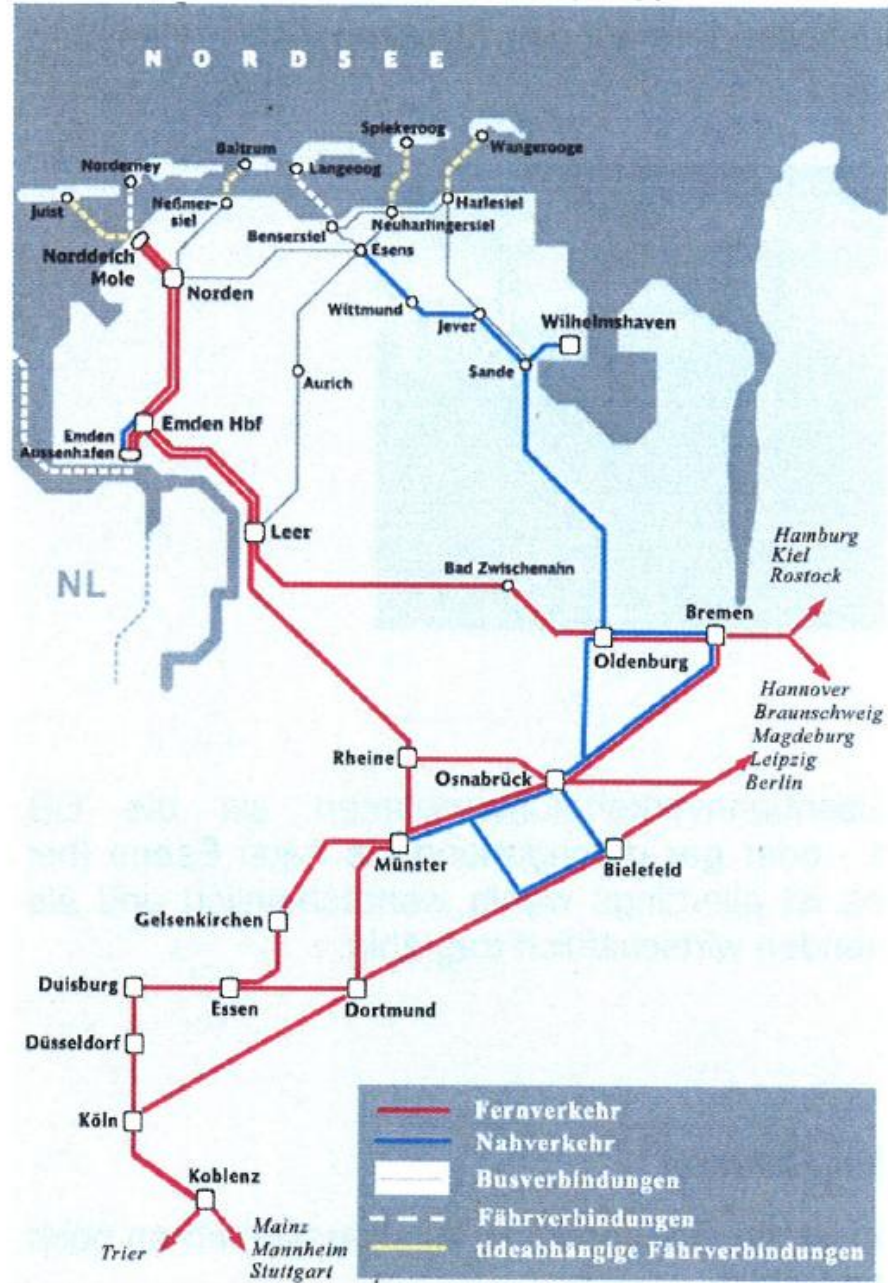 NORDSEE
Spiekeroog
Wangerooge
Baltrum
Norderney
Langeoog
Juist
Neßmer-
siel
Harlesiel
Neuharlingersiel
Bensersiel
Esens
Norddeich
Mole
Norden
Wittmund
Jever
Wilhelmshaven
Sande
Aurich
Emden Hbf
Emden
Aussenhafen
Leer
NL
Bad Zwischenahn
Hamburg
Kiel
Rostock
Bremen
Oldenburg
Hannover
Braunschweig
Magdeburg
Leipzig
Berlin
Rheine
Osnabrück
Münster
Bielefeld
Gelsenkirchen
Duisburg
Essen
Dortmund
Düsseldorf
Köln
Koblenz
Trier
Mainz
Mannheim
Stuttgart
Fernverkehr
Nahverkehr
Busverbindungen
Fährverbindungen
tideabhängige Fährverbindungen